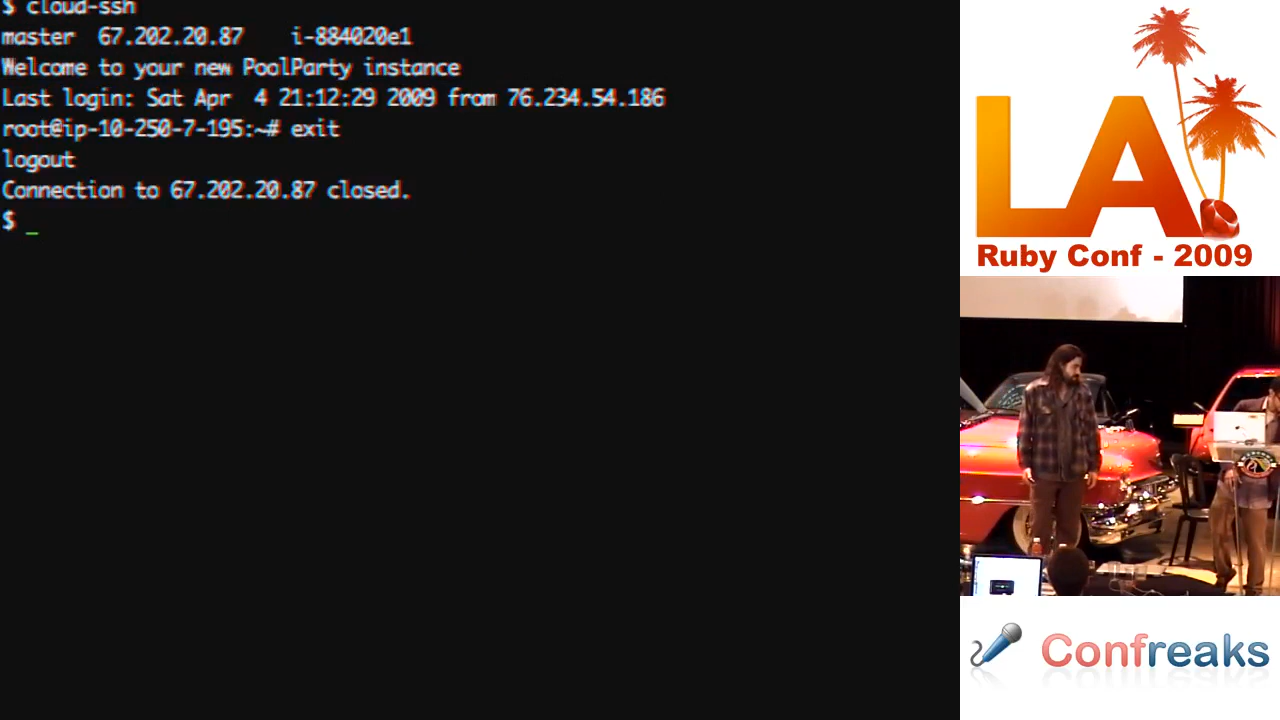 $ cloud-ssh
master  67.202.20.87    i-884020e1
Welcome to your new PoolParty instance
Last login: Sat Apr  4 21:12:29 2009 from 76.234.54.186
root@ip-10-250-7-195:~# exit
logout
Connection to 67.202.20.87 closed.
$ _
LA
Ruby Conf - 2009
Confreaks